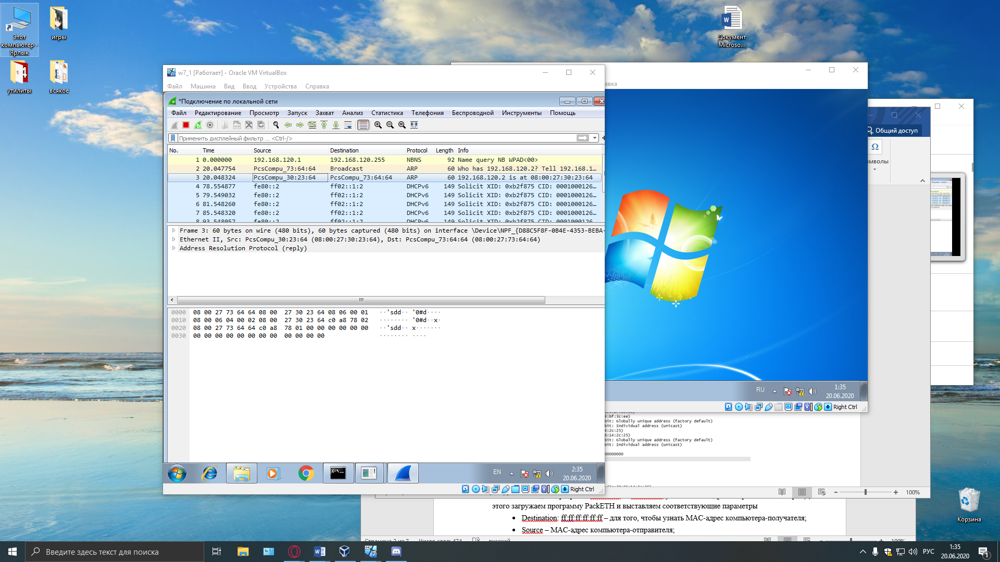 Этот
компьютер -
Ярлык
игры
утилиты
всякое
Документ
Microso...
Корзина
w7_1 [Работает] - Oracle VM VirtualBox
Файл Машина Вид Ввод Устройства Справка
*Подключение по локальной сети
Файл Редактирование Просмотр Запуск Захват Анализ Статистика Телефония Беспроводной Инструменты Помощь
Применить дисплейный фильтр ... <Ctrl-/>
No. Time Source Destination Protocol Length Info
1 0.000000 192.168.120.1 192.168.120.255 NBNS 92 Name query NB WPAD<00>
2 20.047754 PcsCompu_73:64:64 Broadcast ARP 60 Who has 192.168.120.2? Tell 192.168.1...
3 20.048324 PcsCompu_30:23:64 PcsCompu_73:64:64 ARP 60 192.168.120.2 is at 08:00:27:30:23:64
4 78.554877 fe80::2 ff02::1:2 DHCPv6 149 Solicit XID: 0xb2f875 CID: 0001000126...
5 79.549032 fe80::2 ff02::1:2 DHCPv6 149 Solicit XID: 0xb2f875 CID: 0001000126...
6 81.548260 fe80::2 ff02::1:2 DHCPv6 149 Solicit XID: 0xb2f875 CID: 0001000126...
7 85.548320 fe80::2 ff02::1:2 DHCPv6 149 Solicit XID: 0xb2f875 CID: 0001000126...
8 93.548057 fe80::2 ff02::1:2 DHCPv6 149 Solicit XID: 0xb2f875 CID: 0001000126
Frame 3: 60 bytes on wire (480 bits), 60 bytes captured (480 bits) on interface \Device\NPF_{D88C5F8F-0B4E-4353-BEBA-
Ethernet II, Src: PcsCompu_30:23:64 (08:00:27:30:23:64), Dst: PcsCompu_73:64:64 (08:00:27:73:64:64)
Address Resolution Protocol (reply)
0000 08 00 27 73 64 64 08 00 27 30 23 64 08 06 00 01 ··'sdd·· '0#d····
0010 08 00 06 04 00 02 08 00 27 30 23 64 c0 a8 78 02 ········ '0#d··x·
0020 08 00 27 73 64 64 c0 a8 78 01 00 00 00 00 00 00 ··'sdd·· x·······
0030 00 00 00 00 00 00 00 00 00 00 00 00 ········ ····
EN 2:35
20.06.2020
Right Ctrl
авка
RU 1:35
20.06.2020
Right Ctrl
Общий доступ
Ω
мволы
4:bf:3c:ee)
bit: Globally unique address (factory default)
bit: Individual address (unicast)
4:2c:25)
6:14:2c:25)
bit: Globally unique address (factory default)
bit: Individual address (unicast)
00000000
100%
этого загружаем программу PackETH и выставляем соответствующие параметры
• Destination: ff:ff:ff:ff:ff:ff – для того, чтобы узнать MAC-адрес компьютера-получателя;
• Source – MAC-адрес компьютера-отправителя;
Страница 2 из 7 Число слов: 474 русский 100%
Введите здесь текст для поиска
РУС 1:35
20.06.2020
1